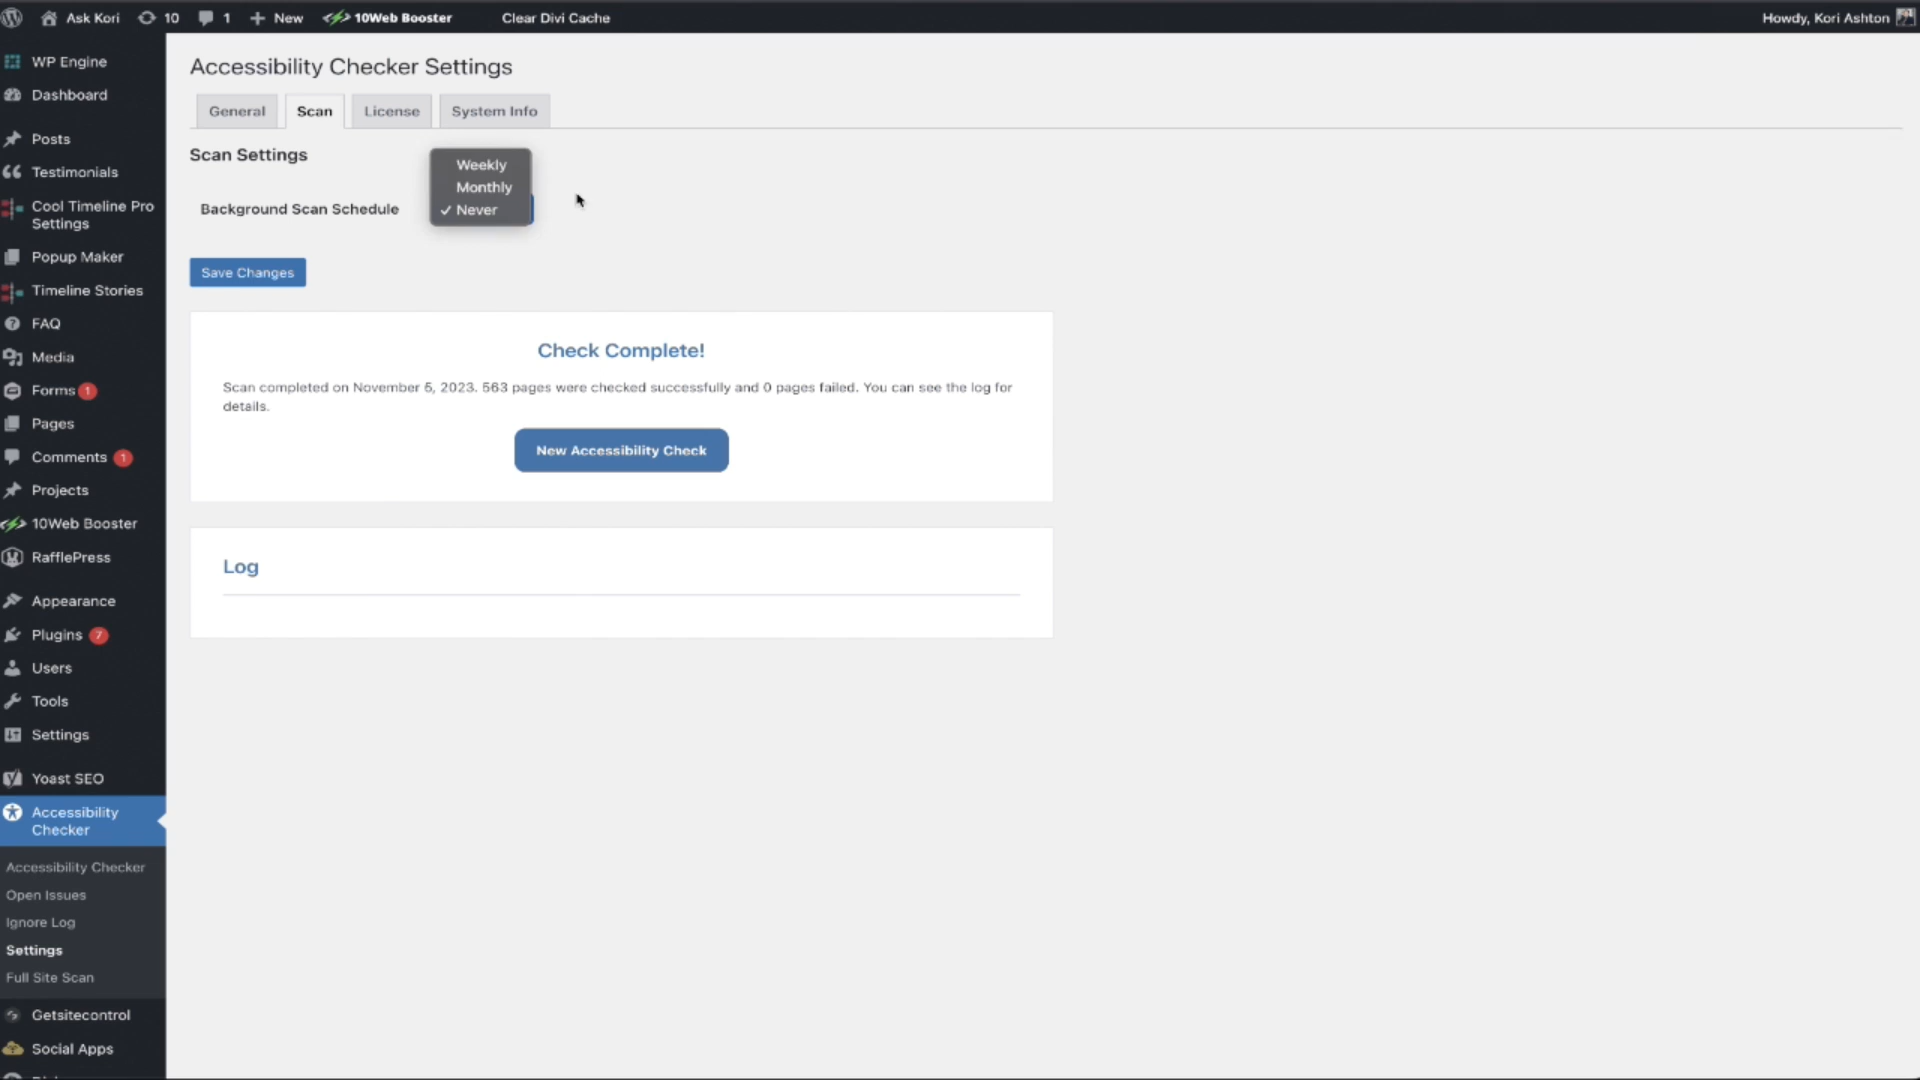 Ask Kori
10
1
New
10Web Booster
Clear Divi Cache
Howdy, Kori Ashton
WP Engine
Dashboard
Posts
Testimonials
Cool Timeline Pro
Settings
Popup Maker
Timeline Stories
FAQ
Media
Forms 1
Pages
Comments 1
Projects
10Web Booster
RafflePress
Appearance
Plugins 7
Users
Tools
Settings
Yoast SEO
Accessibility
Checker
Accessibility Checker
Open Issues
Ignore Log
Settings
Full Site Scan
Getsitecontrol
Social Apps
Accessibility Checker Settings
General
Scan
License
System Info
Scan Settings
Background Scan Schedule
Weekly
Monthly
✓ Never
Save Changes
Check Complete!
Scan completed on November 5, 2023. 563 pages were checked successfully and 0 pages failed. You can see the log for
details.
New Accessibility Check
Log